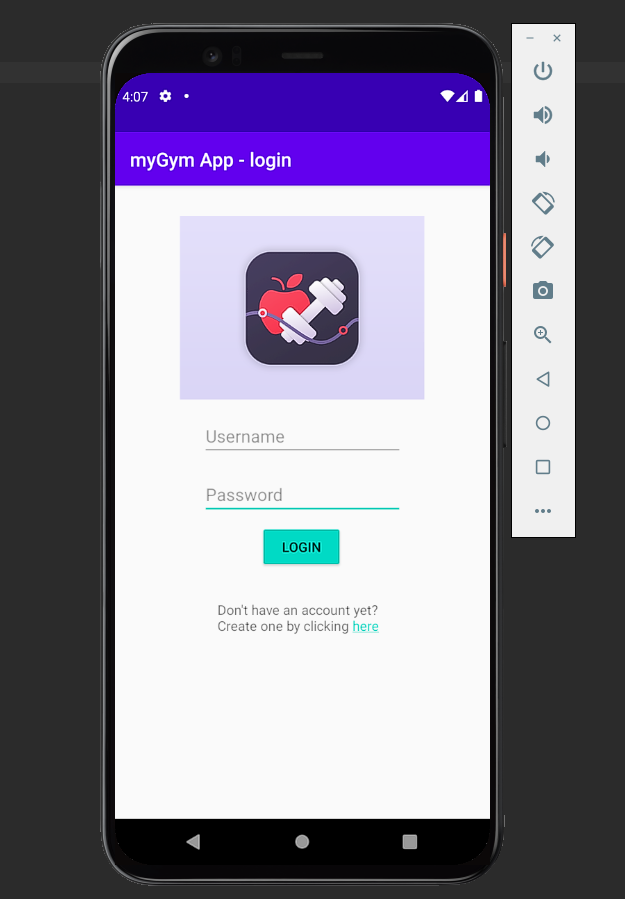 4:07
myGym App - login
Username
Password
LOGIN
Don't have an account yet?
Create one by clicking here